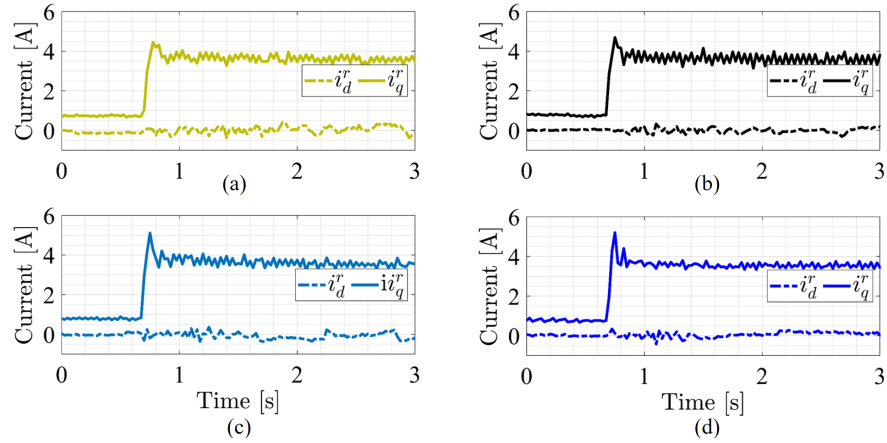 Current [A]
6
4
2
0
i_d^r i_q^r
0 1 2 3
(a)
Current [A]
6
4
2
0
i_d^r i_q^r
0 1 2 3
(b)
Current [A]
6
4
2
0
i_d^r ii_q^r
0 1 2 3
Time [s]
(c)
Current [A]
6
4
2
0
i_d^r i_q^r
0 1 2 3
Time [s]
(d)